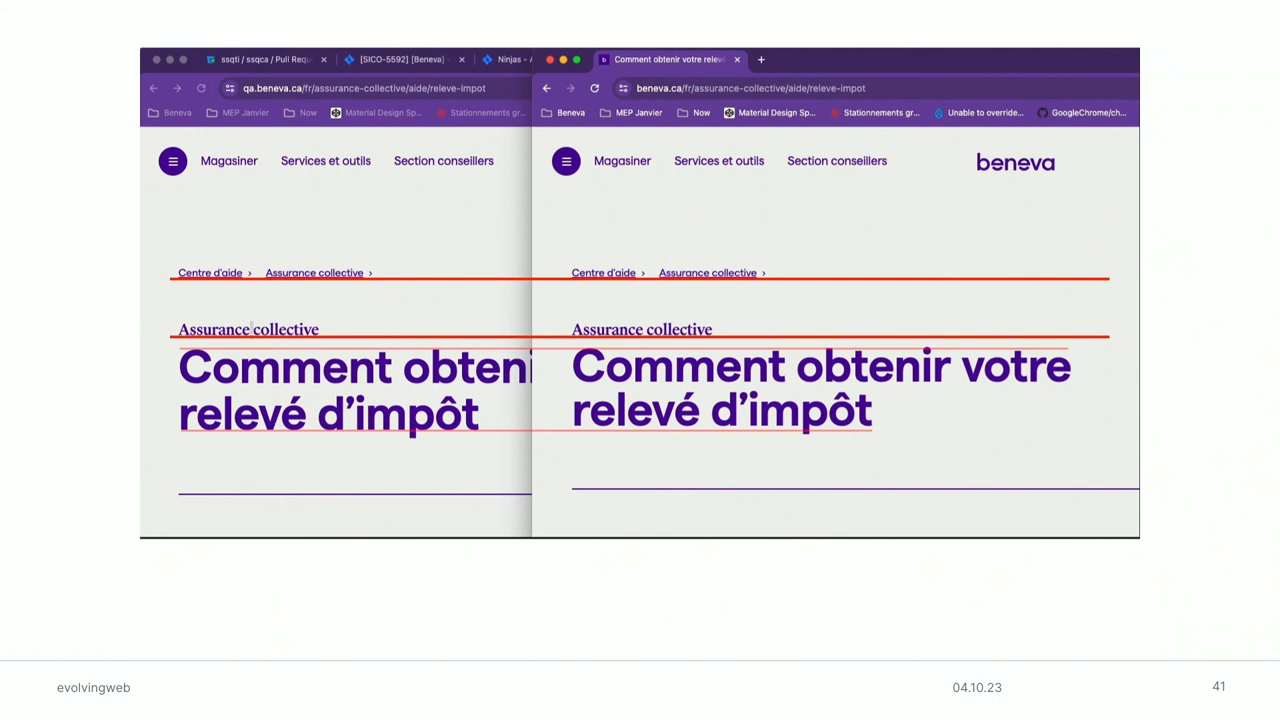 ssqti / ssqca / Pull Requ
[SICO-5592] [Beneva]
Ninjas - A
qa.beneva.ca/fr/assurance-collective/aide/releve-impot
Beneva
MEP Janvier
Now
Material Design Sp...
Stationnements gr...
Magasiner
Services et outils
Section conseillers
Centre d'aide ›
Assurance collective ›
Assurance collective
Comment obteni
relevé d’impôt
Comment obtenir votre relev
beneva.ca/fr/assurance-collective/aide/releve-impot
Beneva
MEP Janvier
Now
Material Design Sp...
Stationnements gr...
Unable to override...
GoogleChrome/ch...
Magasiner
Services et outils
Section conseillers
beneva
Centre d'aide ›
Assurance collective ›
Assurance collective
Comment obtenir votre
relevé d’impôt
evolvingweb
04.10.23
41